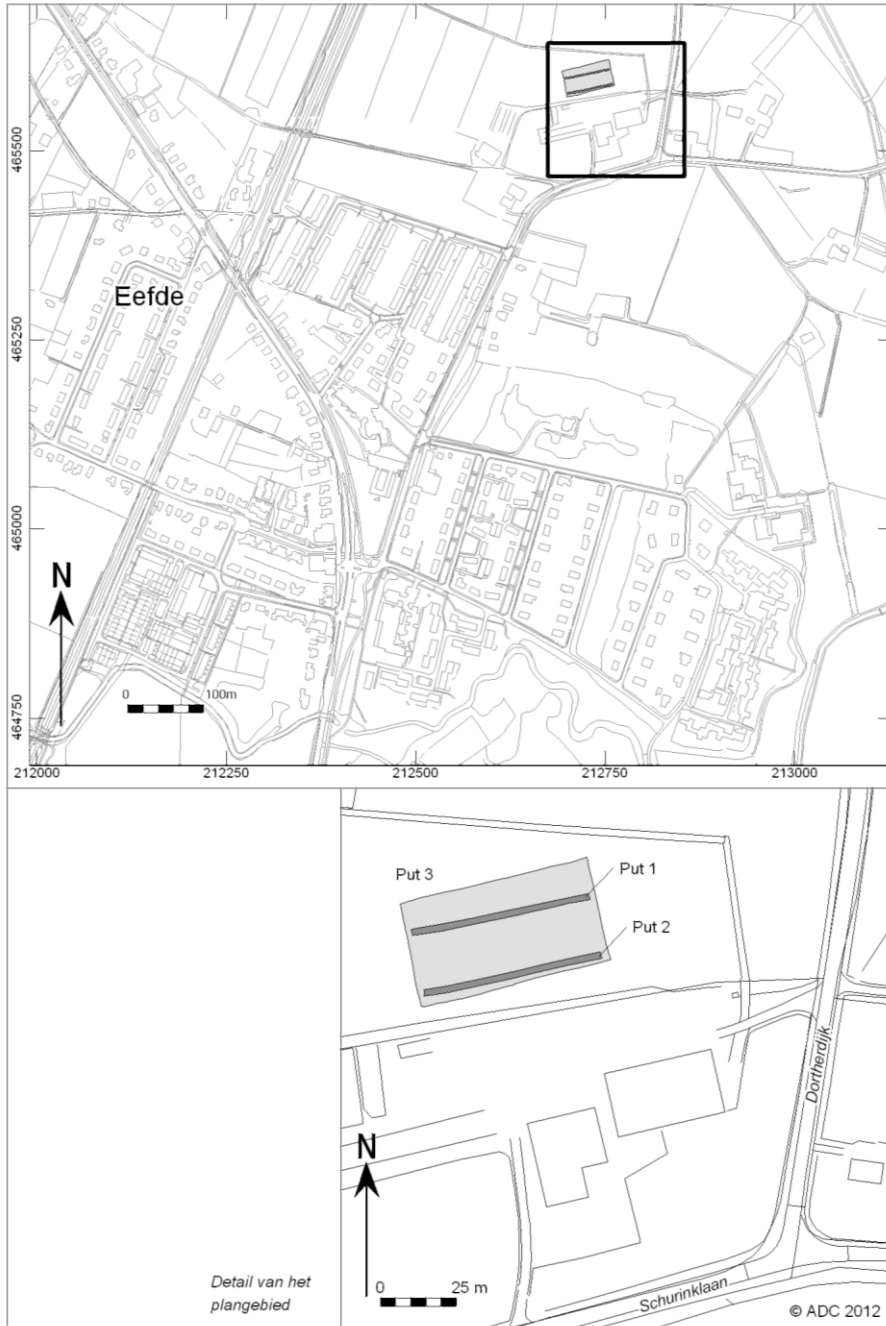 465500
Eefde
465250
465000
N
0 100m
464750
212000 212250 212500 212750 213000
Put 3
Put 1
Put 2
Dortherdijk
N
Detail van het
plangebied
0 25 m
Schurinklaan
© ADC 2012